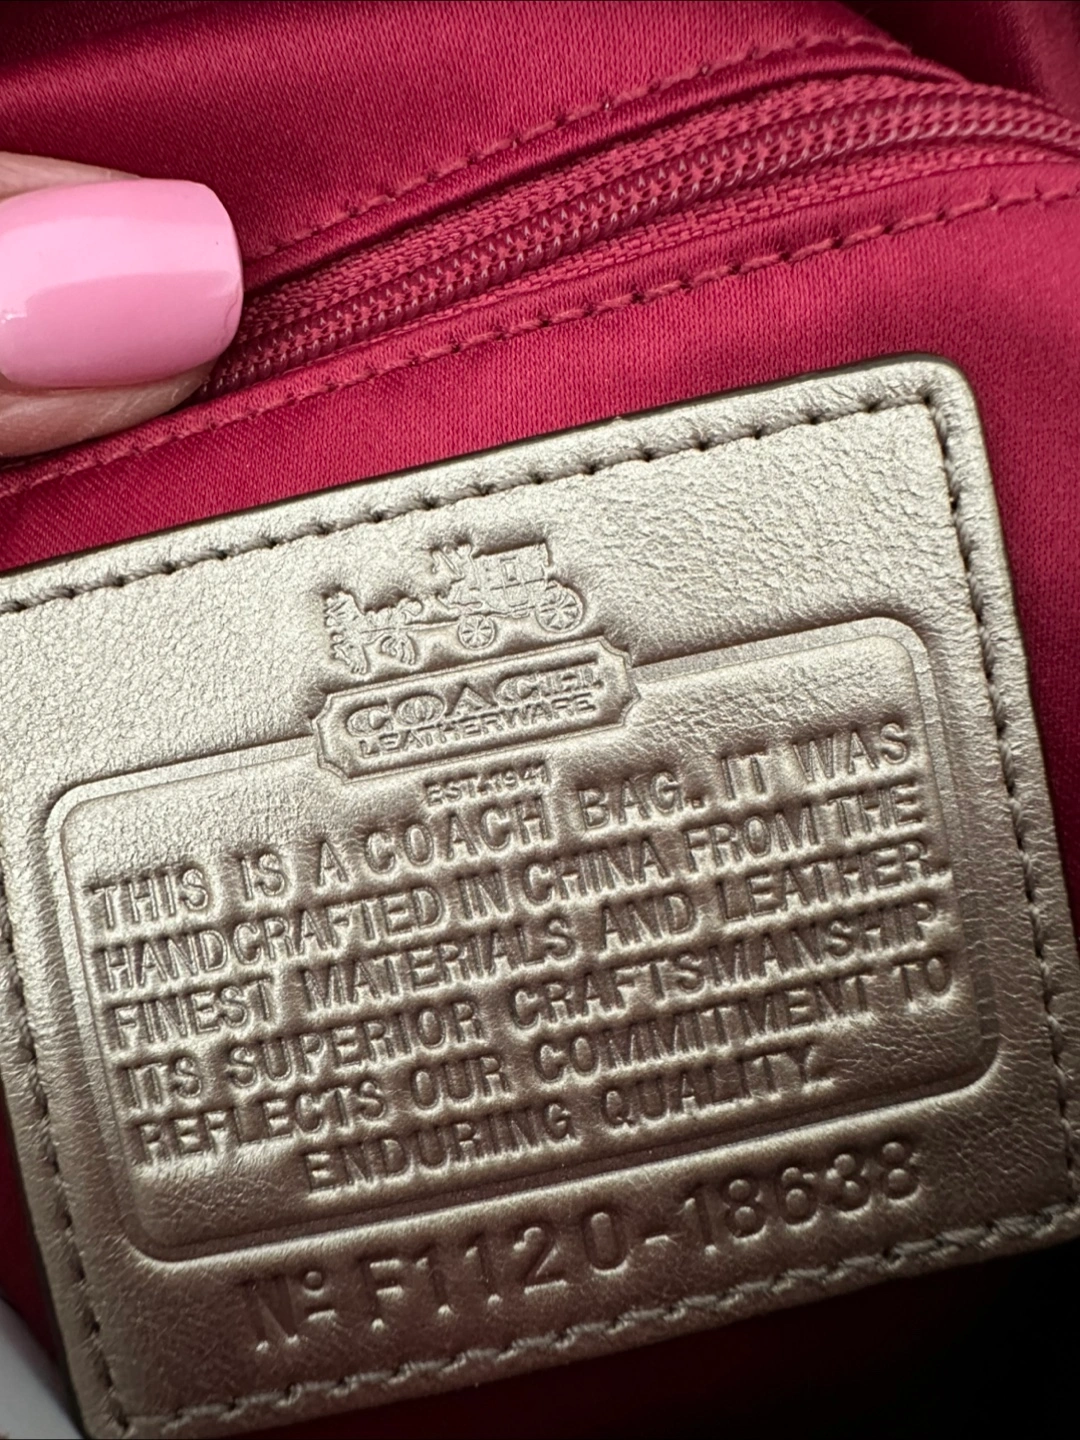 COACH
LEATHERWARE
EST. 1941
THIS IS A COACH BAG. IT WAS
HANDCRAFTED IN CHINA FROM THE
FINEST MATERIALS AND LEATHER.
ITS SUPERIOR CRAFTSMANSHIP
REFLECTS OUR COMMITMENT TO
ENDURING QUALITY.
Nº F1120-18638